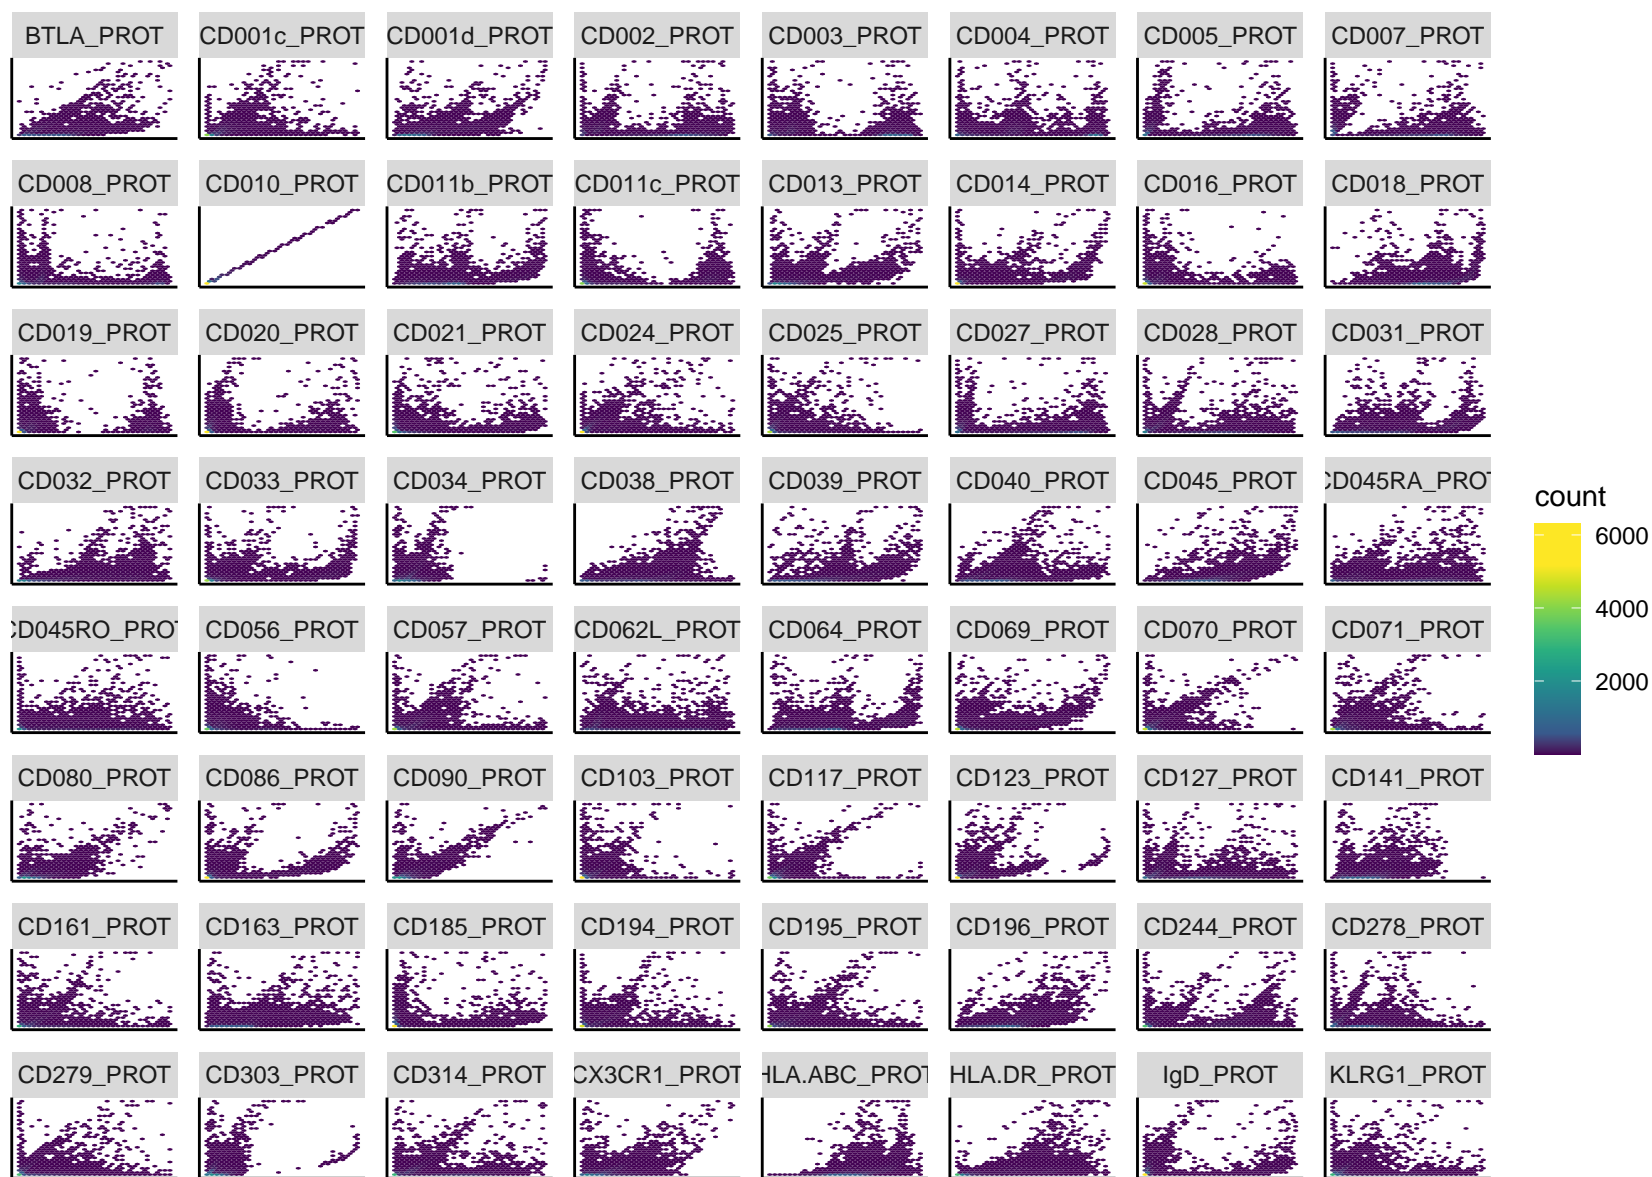 BTLA_PROT CD001c_PROT CD001d_PROT CD002_PROT CD003_PROT CD004_PROT CD005_PROT CD007_PROT
CD008_PROT CD010_PROT CD011b_PROT CD011c_PROT CD013_PROT CD014_PROT CD016_PROT CD018_PROT
CD019_PROT CD020_PROT CD021_PROT CD024_PROT CD025_PROT CD027_PROT CD028_PROT CD031_PROT
CD032_PROT CD033_PROT CD034_PROT CD038_PROT CD039_PROT CD040_PROT CD045_PROT CD045RA_PROT
count
6000
4000
2000
CD045RO_PROT CD056_PROT CD057_PROT CD062L_PROT CD064_PROT CD069_PROT CD070_PROT CD071_PROT
CD080_PROT CD086_PROT CD090_PROT CD103_PROT CD117_PROT CD123_PROT CD127_PROT CD141_PROT
CD161_PROT CD163_PROT CD185_PROT CD194_PROT CD195_PROT CD196_PROT CD244_PROT CD278_PROT
CD279_PROT CD303_PROT CD314_PROT CX3CR1_PROT HLA.ABC_PROT HLA.DR_PROT IgD_PROT KLRG1_PROT